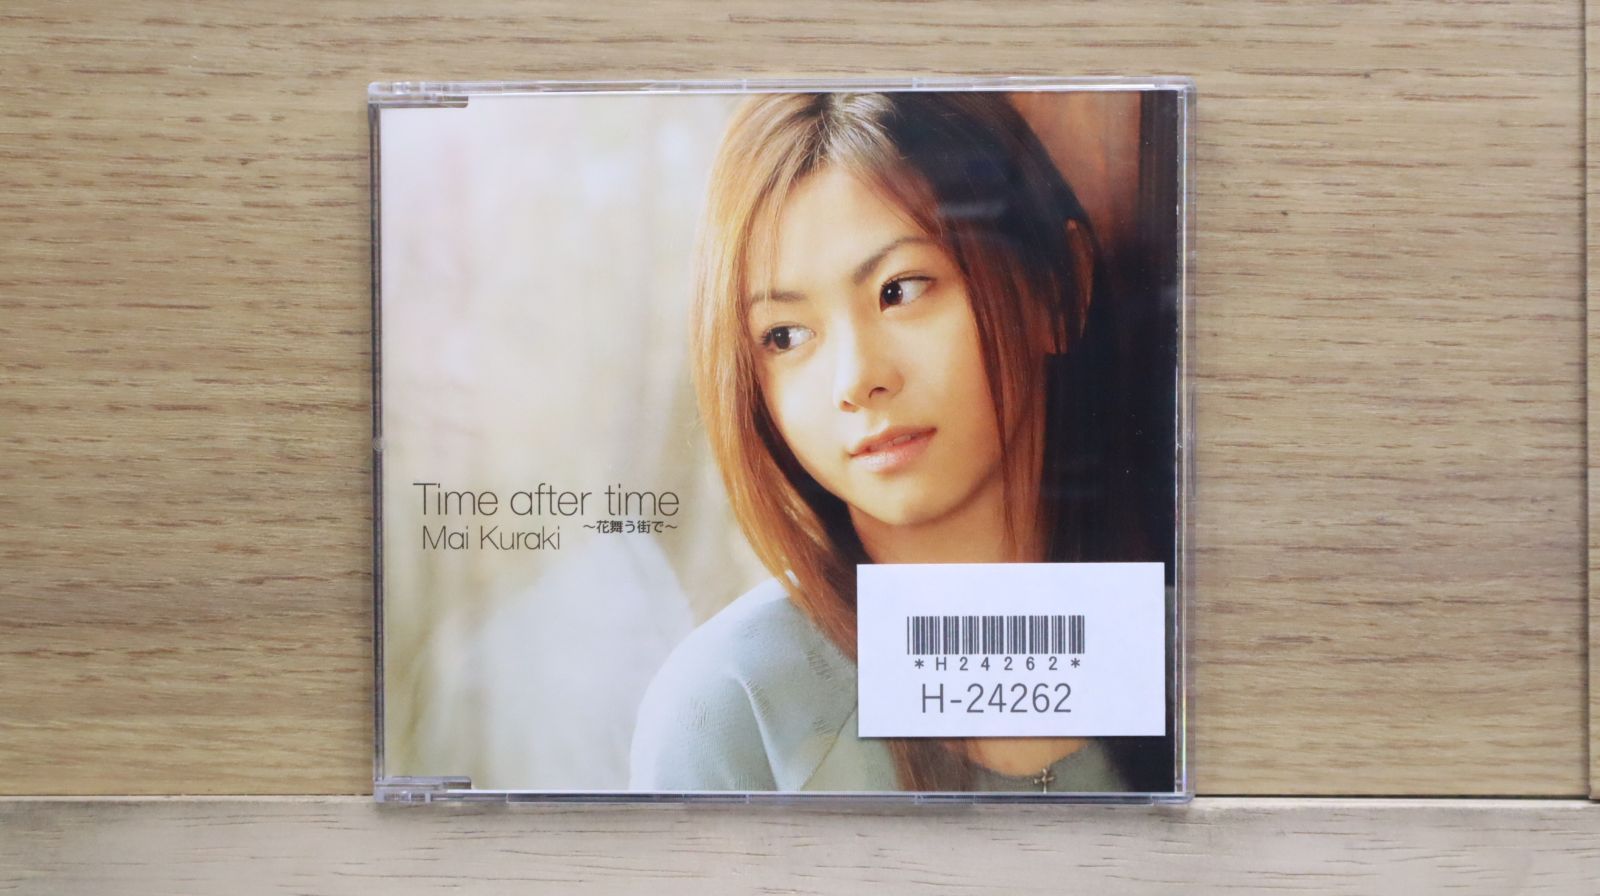 Time after time
～花舞う街で～
Mai Kuraki
*H24262*
H-24262